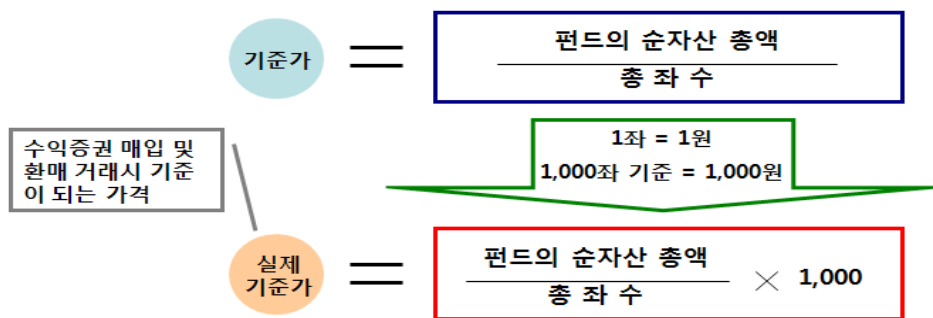 기준가
펀드의 순자산 총액
총 좌 수
수익증권 매입 및
환매 거래시 기준
이 되는 가격
1좌 = 1원
1,000좌 기준 = 1,000원
실제
기준가
펀드의 순자산 총액
총 좌 수
× 1,000